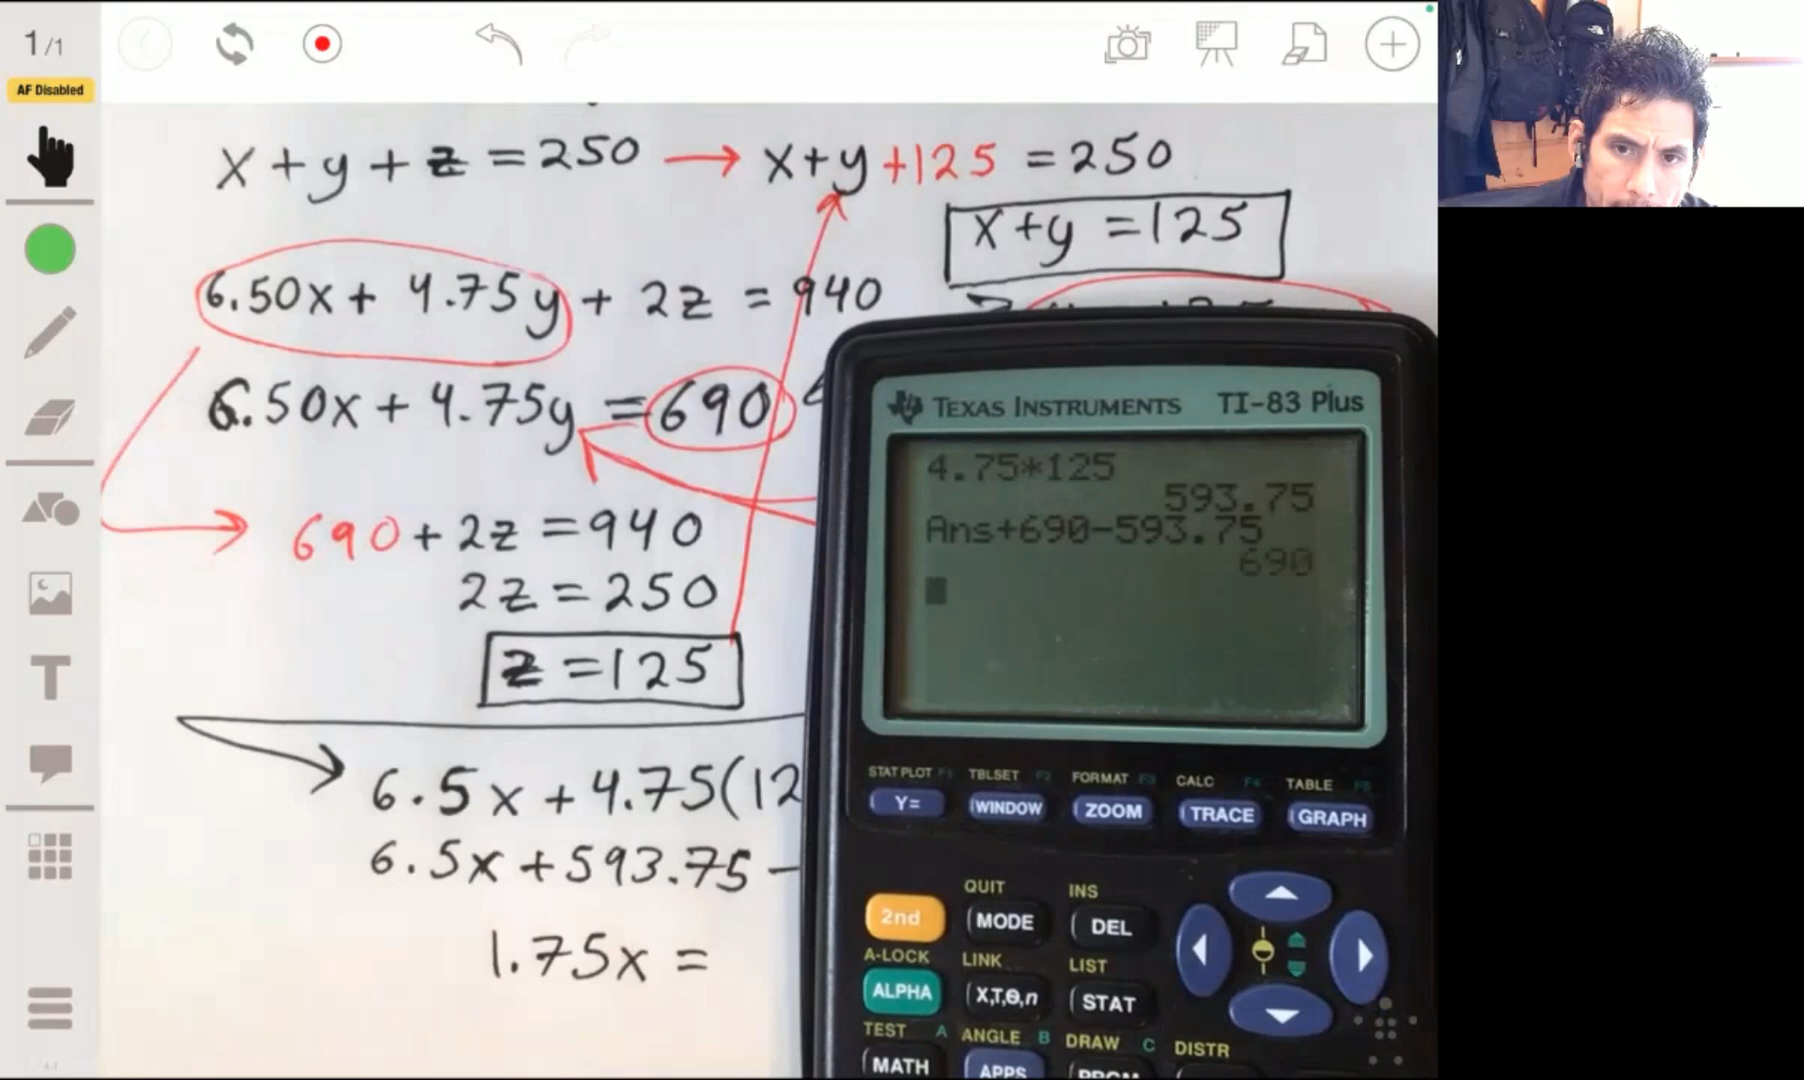 1/1
AF Disabled
x + y + z = 250 → x+y +125 = 250
x+y = 125
6.50x + 4.75y + 2z = 940
6.50x + 4.75y = 690
690 + 2z = 940
2z = 250
z = 125
6.5x + 4.75(12
6.5x + 593.75 -
1.75x =
T
TEXAS INSTRUMENTS TI-83 Plus
4.75*125
593.75
Ans+690-593.75
690
STAT PLOT F1 TBLSET F2 FORMAT F3 CALC F4 TABLE F5
Y= WINDOW ZOOM TRACE GRAPH
QUIT INS
2nd MODE DEL
A-LOCK LINK LIST
ALPHA X,T,θ,n STAT
TEST A ANGLE B DRAW C DISTR
MATH APPS PRGM